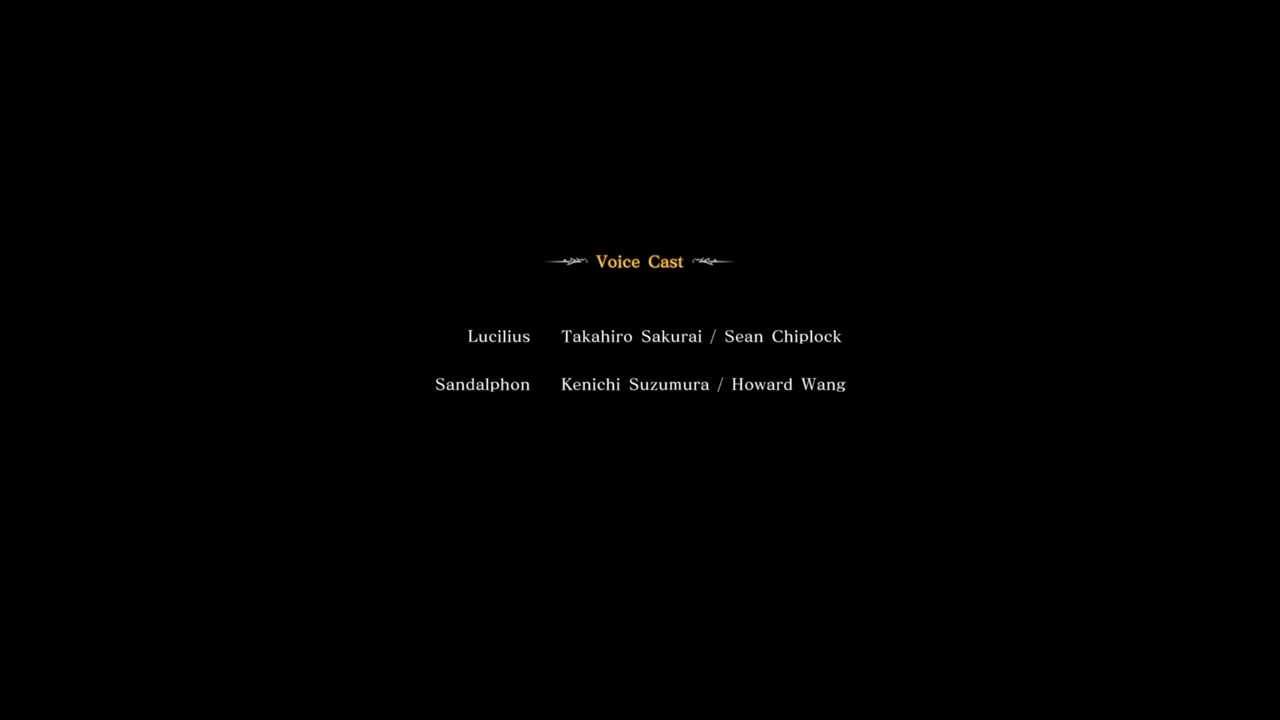 Voice Cast
Lucilius Takahiro Sakurai / Sean Chiplock
Sandalphon Kenichi Suzumura / Howard Wang